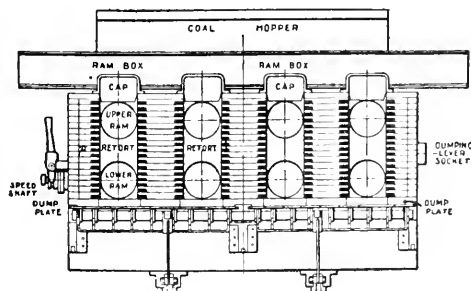 COAL MOPPER
RAM BOX RAM BOX
CAP CAP
UPPER
RAM
RETORT RETORT
LOWER
RAM
SPEED
SHAFT
DUMP
PLATE
DUMPING
-LEVER
SOCKET
DUMP
PLATE